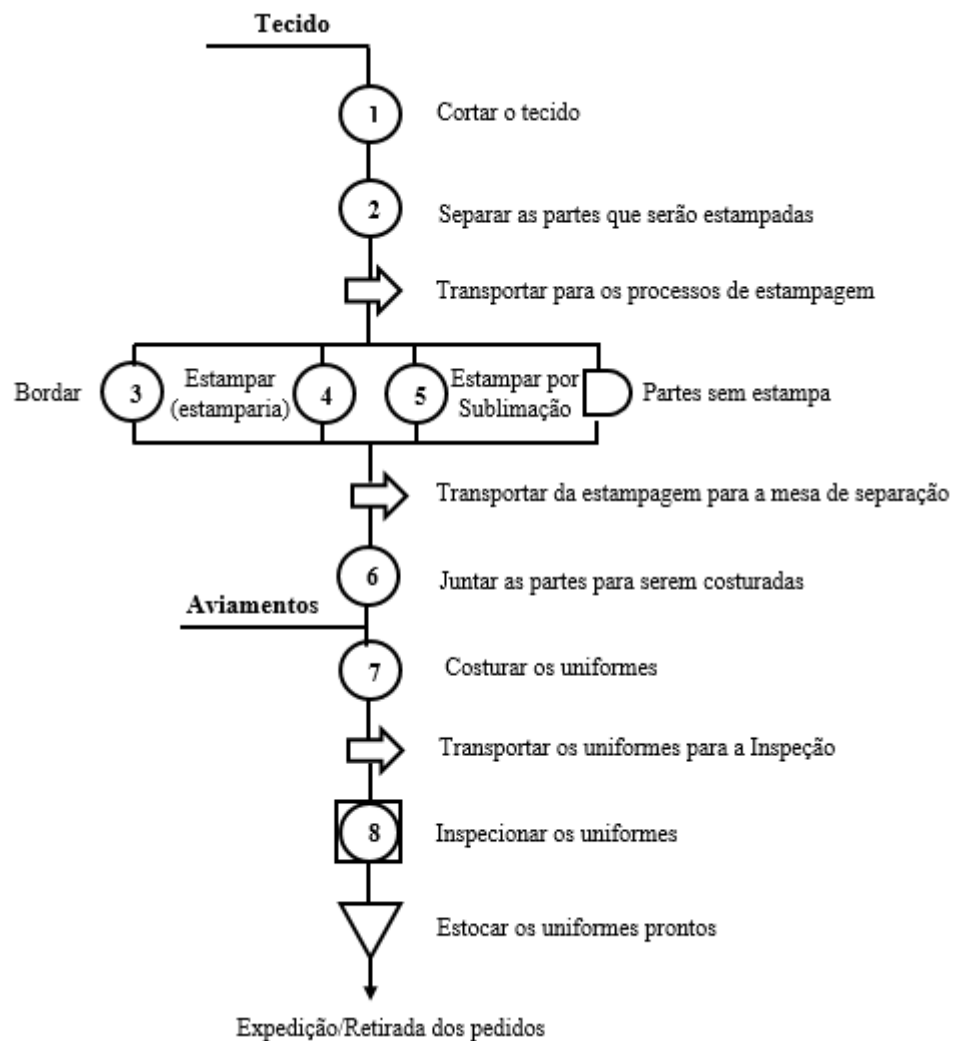 Tecido
1
Cortar o tecido
2
Separar as partes que serão estampadas
Transportar para os processos de estampagem
Bordar
3
Estampar
(estamparia)
4
5
Estampar por
Sublimação
Partes sem estampa
Transportar da estampagem para a mesa de separação
6
Juntar as partes para serem costuradas
Aviamentos
7
Costurar os uniformes
Transportar os uniformes para a Inspeção
8
Inspecionar os uniformes
Estocar os uniformes prontos
Expedição/Retirada dos pedidos